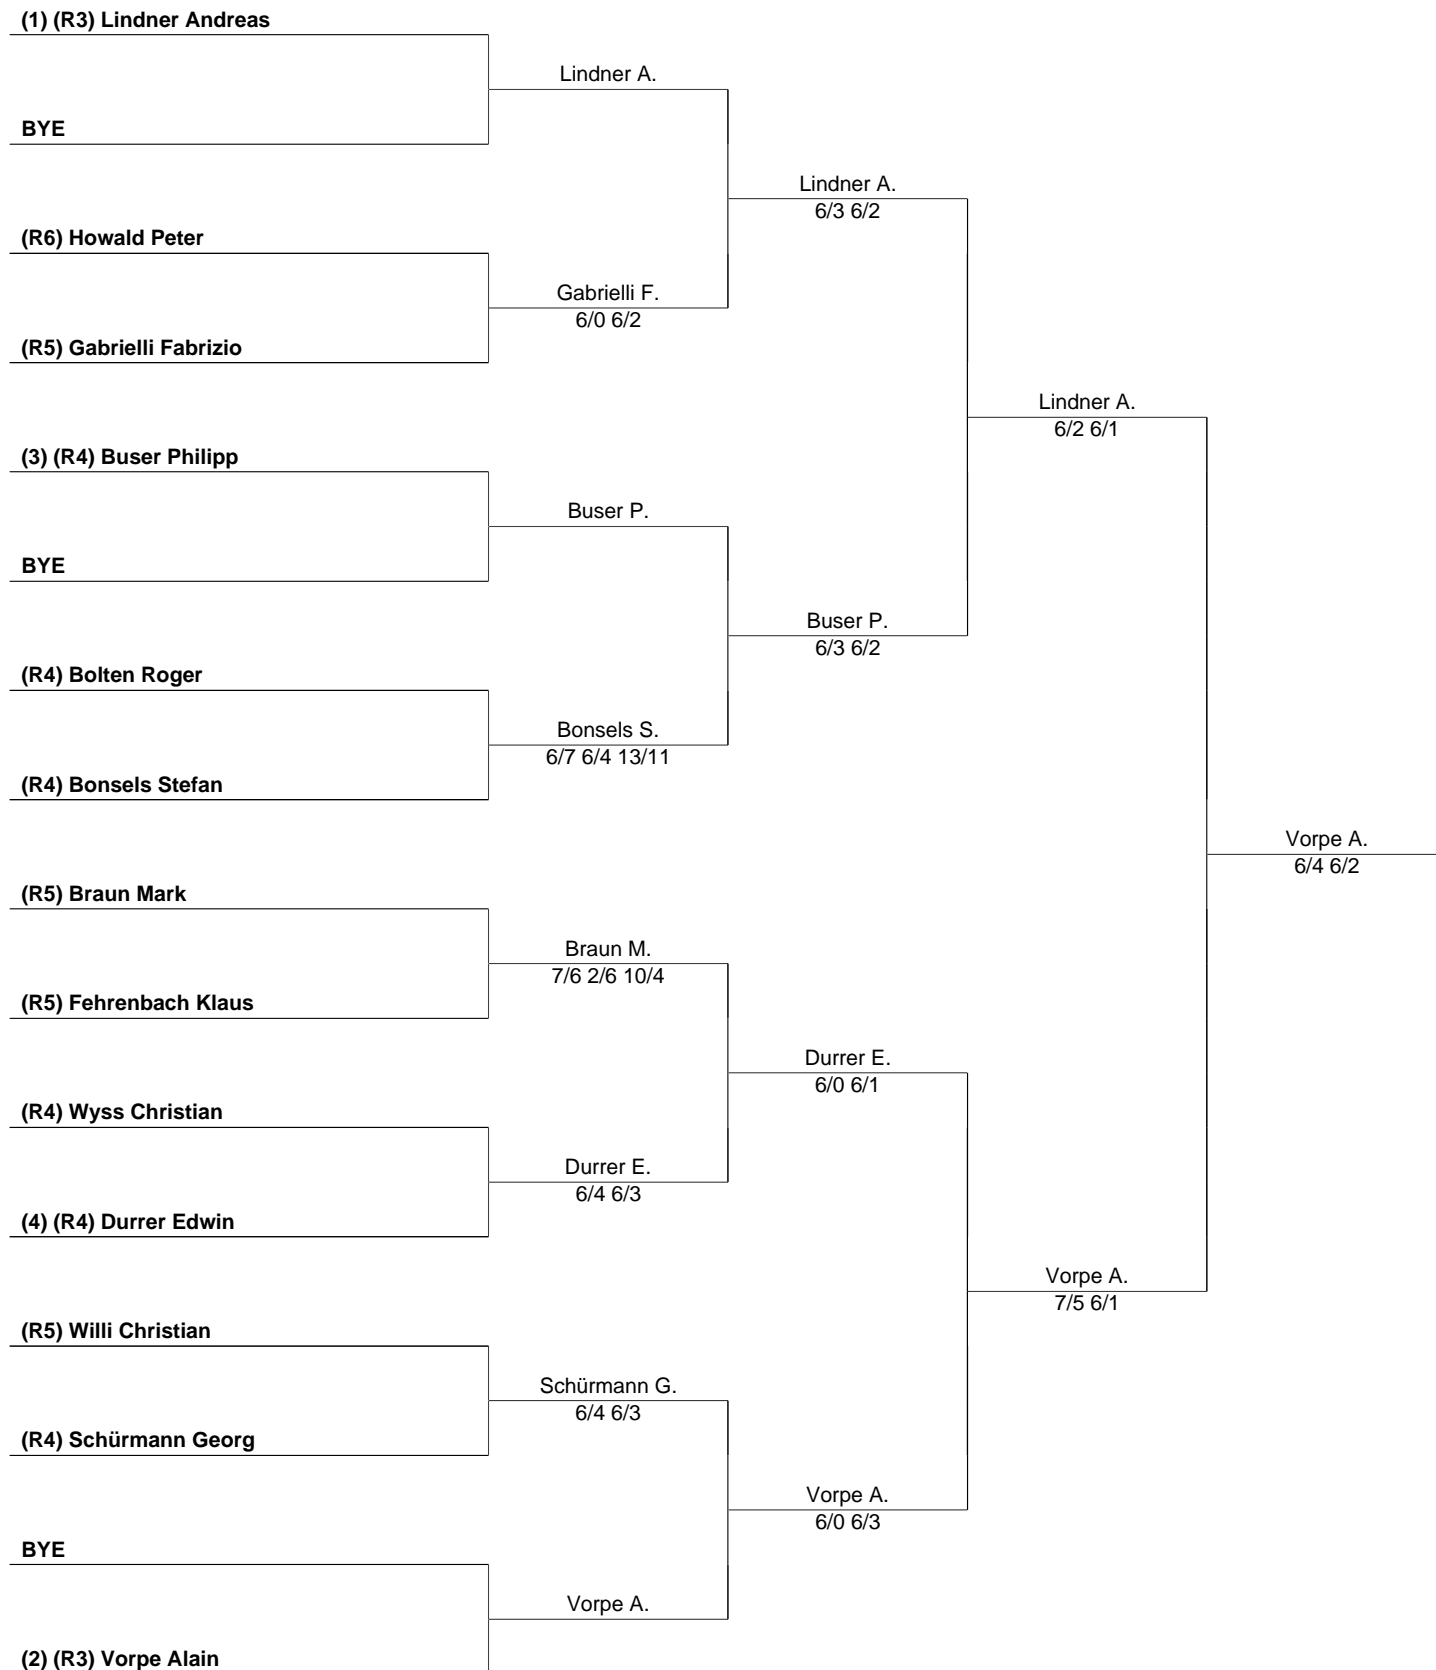 (1) (R3) Lindner Andreas
Lindner A.
BYE
Lindner A.
6/3 6/2
(R6) Howald Peter
Gabrielli F.
6/0 6/2
(R5) Gabrielli Fabrizio
Lindner A.
6/2 6/1
(3) (R4) Buser Philipp
Buser P.
BYE
Buser P.
6/3 6/2
(R4) Bolten Roger
Bonsels S.
6/7 6/4 13/11
(R4) Bonsels Stefan
Vorpe A.
6/4 6/2
(R5) Braun Mark
Braun M.
7/6 2/6 10/4
(R5) Fehrenbach Klaus
Durrer E.
6/0 6/1
(R4) Wyss Christian
Durrer E.
6/4 6/3
(4) (R4) Durrer Edwin
Vorpe A.
7/5 6/1
(R5) Willi Christian
Schürmann G.
6/4 6/3
(R4) Schürmann Georg
Vorpe A.
6/0 6/3
BYE
Vorpe A.
(2) (R3) Vorpe Alain